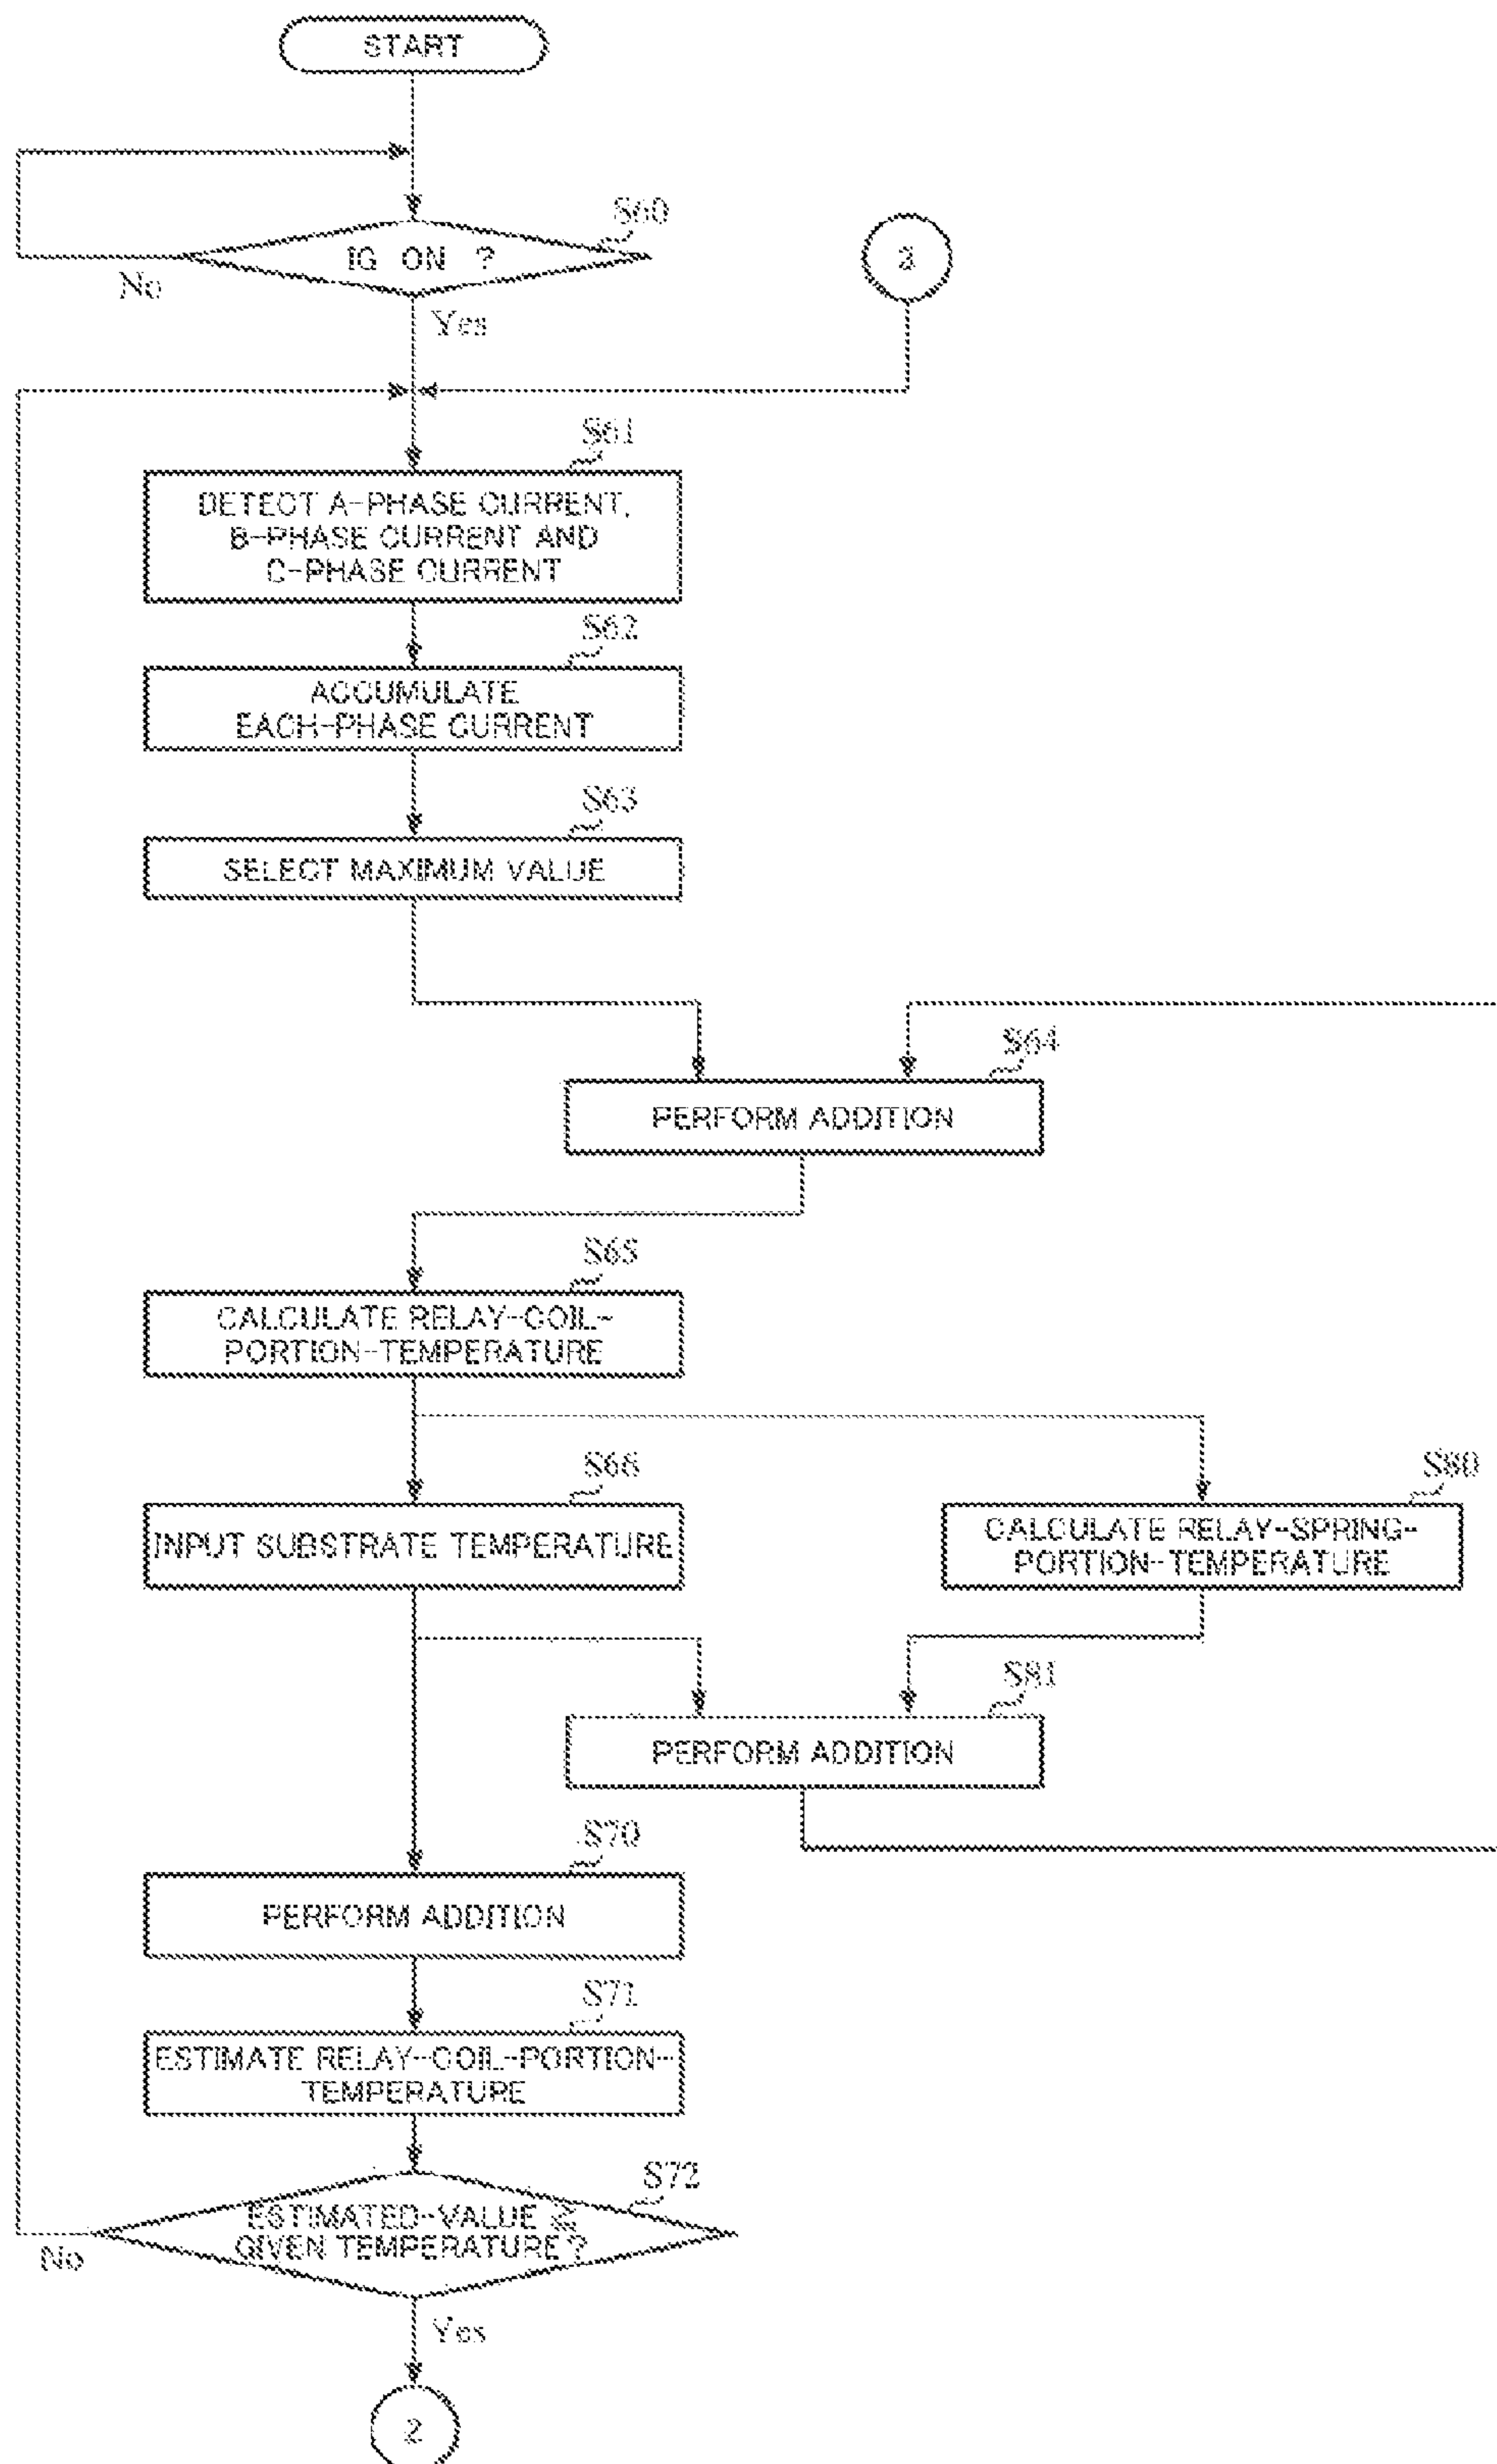 START
S60
IG ON ?
No
3
Yes
S61
DETECT A-PHASE CURRENT,
B-PHASE CURRENT AND
C-PHASE CURRENT
S62
ACCUMULATE
EACH-PHASE CURRENT
S63
SELECT MAXIMUM VALUE
S64
PERFORM ADDITION
S65
CALCULATE RELAY-COIL-
PORTION-TEMPERATURE
S66
INPUT SUBSTRATE TEMPERATURE
S80
CALCULATE RELAY-SPRING-
PORTION-TEMPERATURE
S81
PERFORM ADDITION
S70
PERFORM ADDITION
S71
ESTIMATE RELAY-COIL-PORTION-
TEMPERATURE
S72
ESTIMATED-VALUE ≧
GIVEN TEMPERATURE?
No
Yes
2